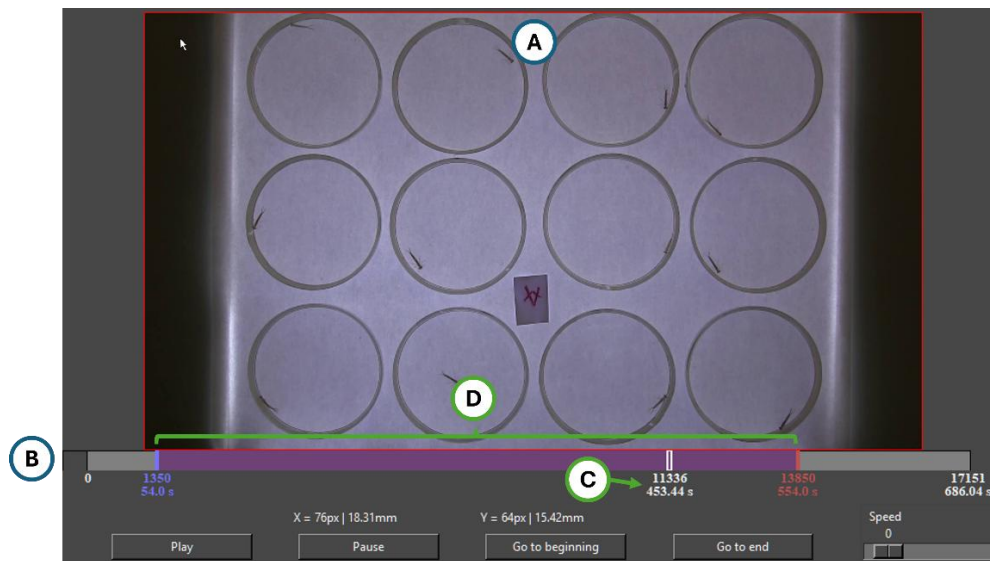 A
XA
D
B
C
0
1350
54.0 s
11336
453.44 s
13850
554.0 s
17151
686.04 s
X = 76px | 18.31mm
Y = 64px | 15.42mm
Speed
0
Play
Pause
Go to beginning
Go to end